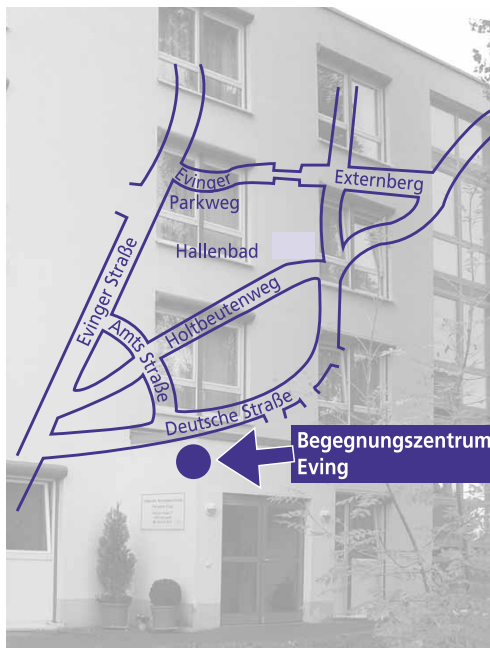 Evinger
Parkweg
Externberg
Hallenbad
Evinger Straße
Amts Straße
Holtbeutenweg
Deutsche Straße
Begegnungszentrum
Eving